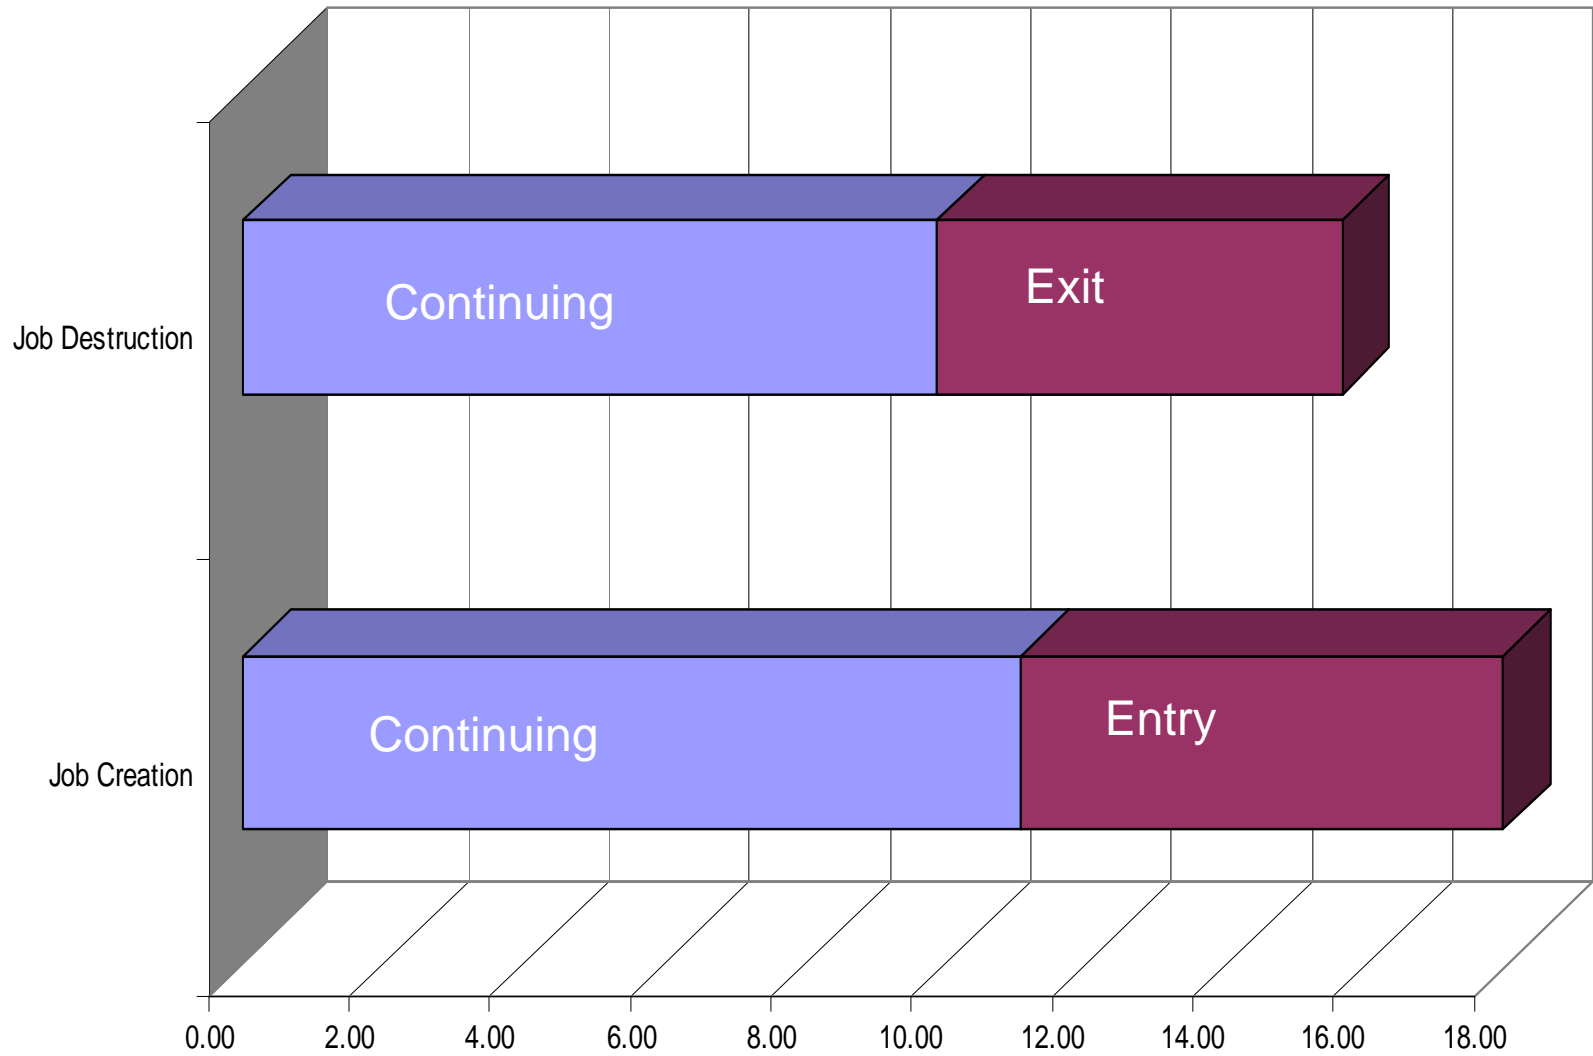 Continuing
Exit
Job Destruction
Continuing
Entry
Job Creation
0.00 2.00 4.00 6.00 8.00 10.00 12.00 14.00 16.00 18.00